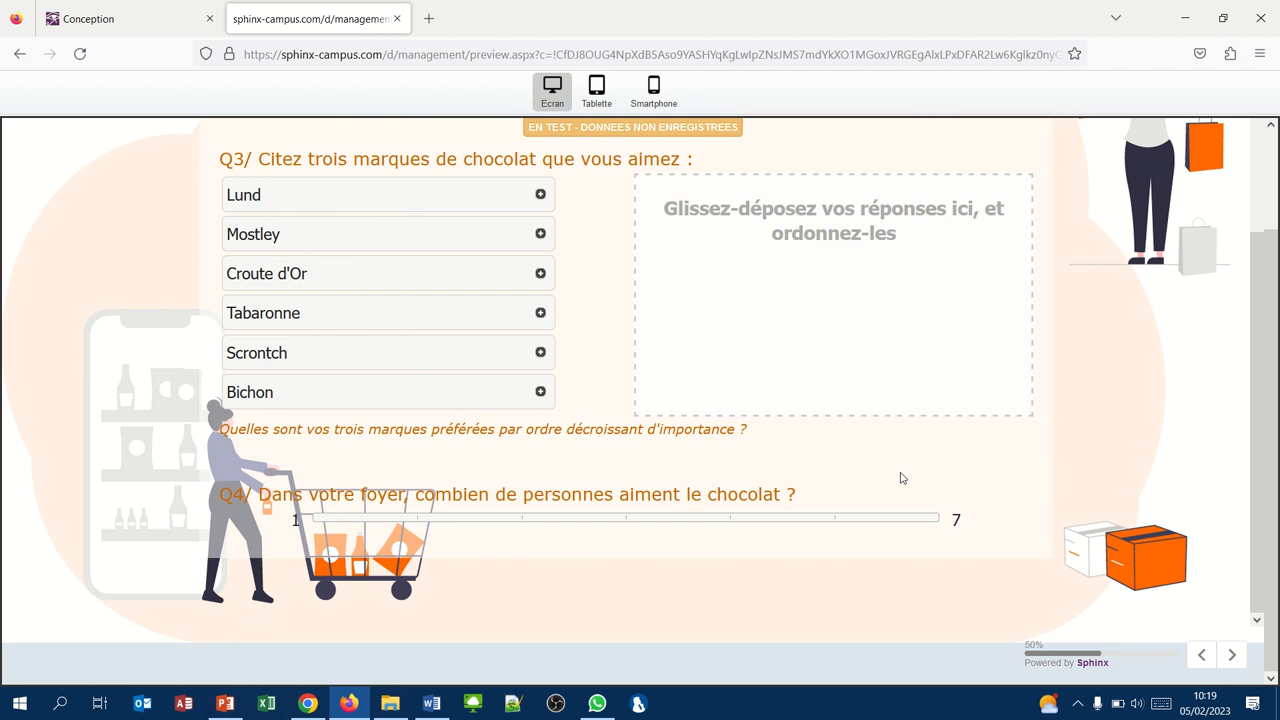 Conception
sphinx-campus.com/d/managemen
https://sphinx-campus.com/d/management/preview.aspx?c=!CfDJ8OUG4NpXdB5Aso9YASHYqKgLwIpZNsJMS7mdYkXO1MGoxJVRGEgAlxLPxDFAR2Lw6Kglkz0nyC
Ecran
Tablette
Smartphone
EN TEST - DONNEES NON ENREGISTREES
Q3/ Citez trois marques de chocolat que vous aimez :
Lund
Mostley
Croute d'Or
Tabaronne
Scrontch
Bichon
Glissez-déposez vos réponses ici, et
ordonnez-les
Quelles sont vos trois marques préférées par ordre décroissant d'importance ?
Q4/ Dans votre foyer, combien de personnes aiment le chocolat ?
1
7
50%
Powered by Sphinx
10:19
05/02/2023